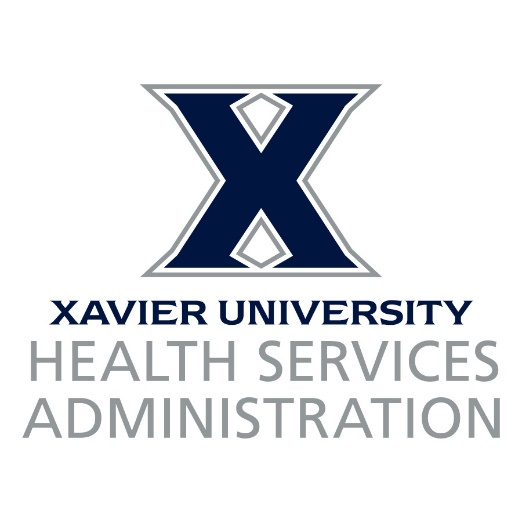 X
XAVIER UNIVERSITY
HEALTH SERVICES
ADMINISTRATION